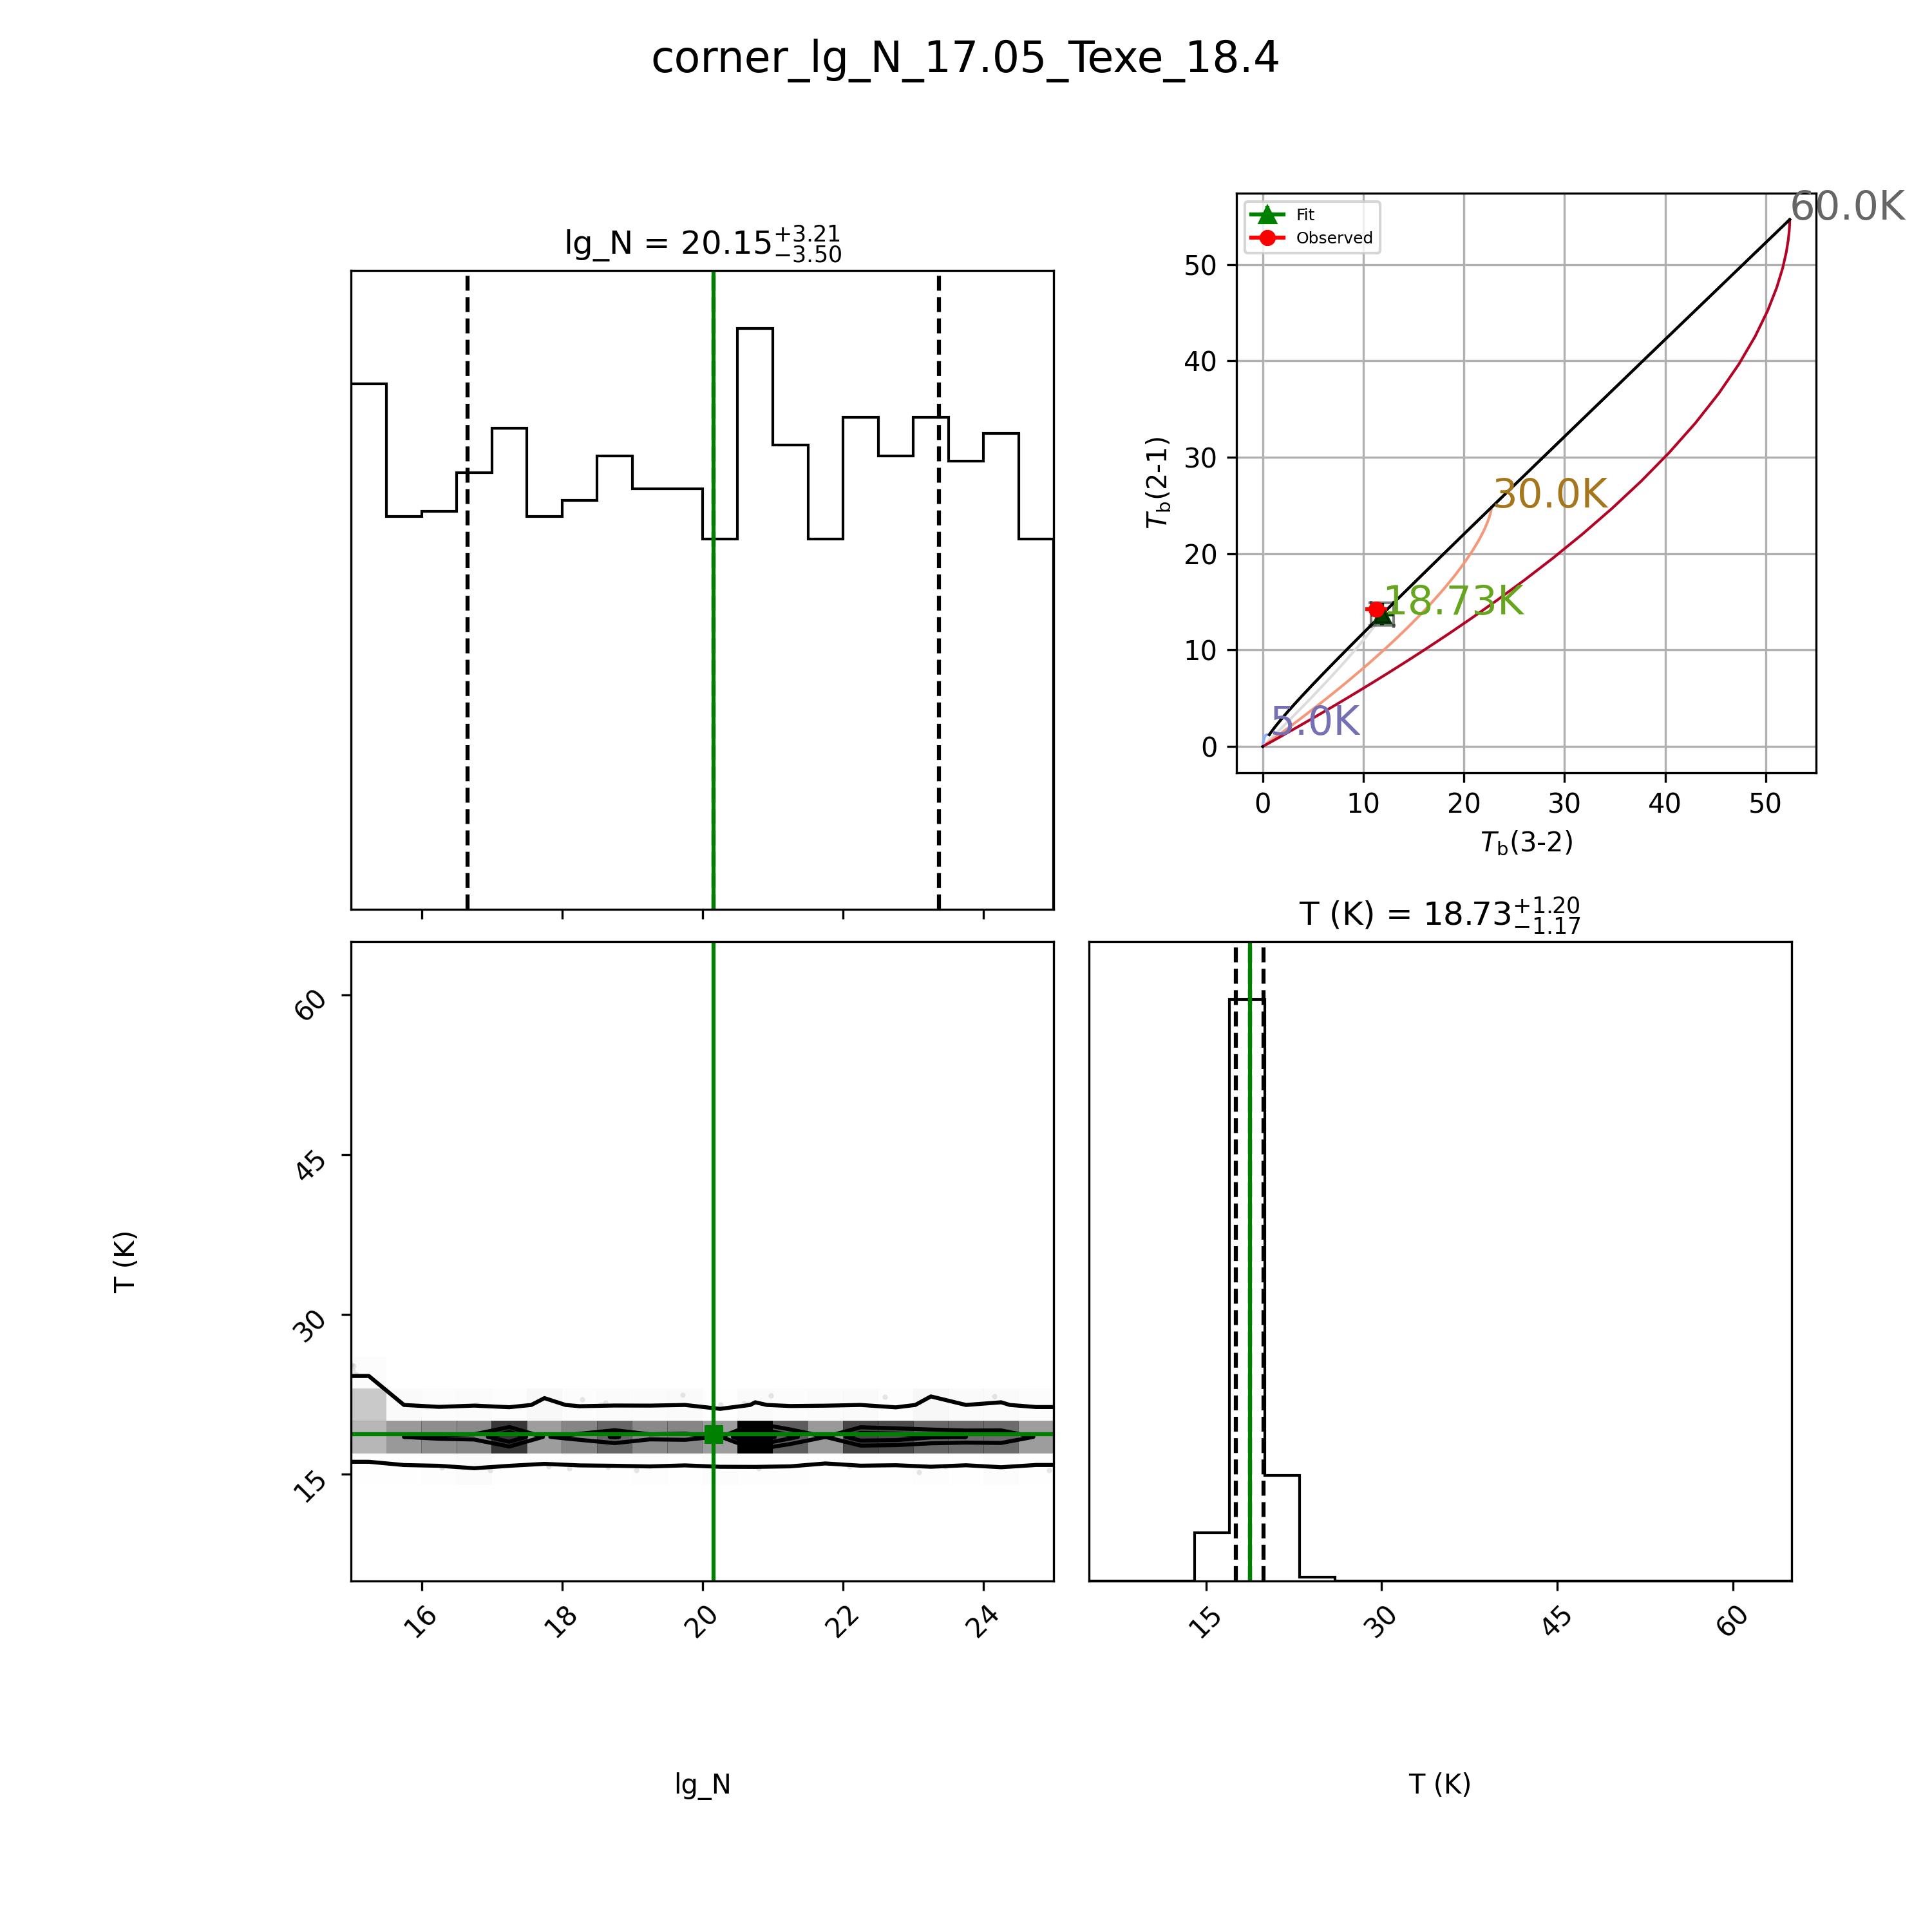 corner_lg_N_17.05_Texe_18.4
lg_N = 20.15+3.21−3.50
60.0K
Fit
Observed
50
40
30
20
10
0
Tb(2-1)
30.0K
18.73K
5.0K
0 10 20 30 40 50
Tb(3-2)
T (K) = 18.73+1.20−1.17
60
45
30
15
T (K)
16 18 20 22 24
lg_N
15 30 45 60
T (K)